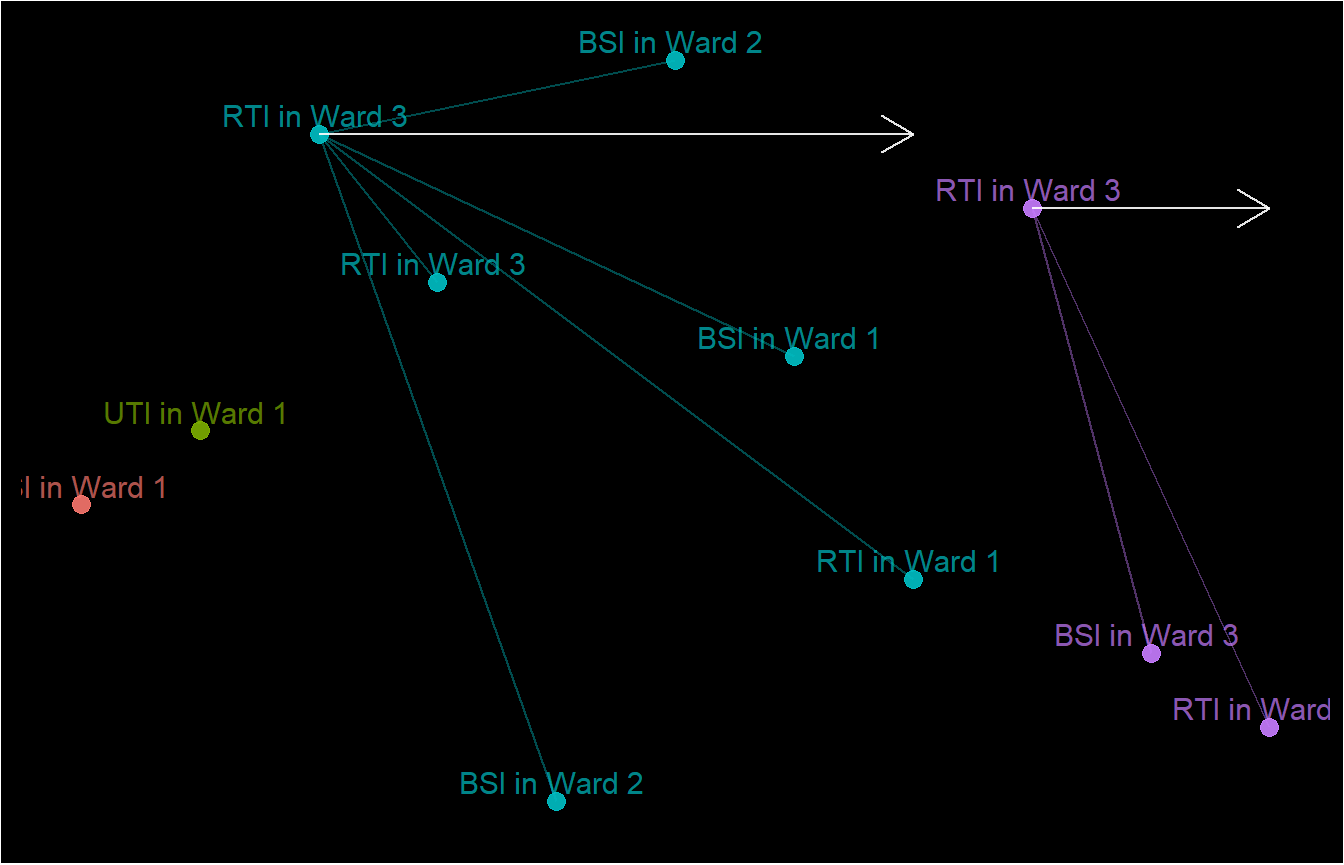 BSI in Ward 2
RTI in Ward 3
RTI in Ward 3
RTI in Ward 3
BSI in Ward 1
UTI in Ward 1
in Ward 1
RTI in Ward 1
BSI in Ward 3
RTI in Ward
BSI in Ward 2